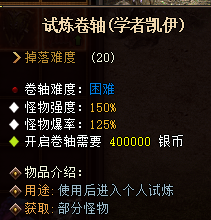 试炼卷轴(学者凯伊)
掉落难度 (20)
卷轴难度：困难
怪物强度：150%
怪物爆率：125%
开启卷轴需要 400000 银币
物品介绍：
用途：使用后进入个人试炼
获取：部分怪物